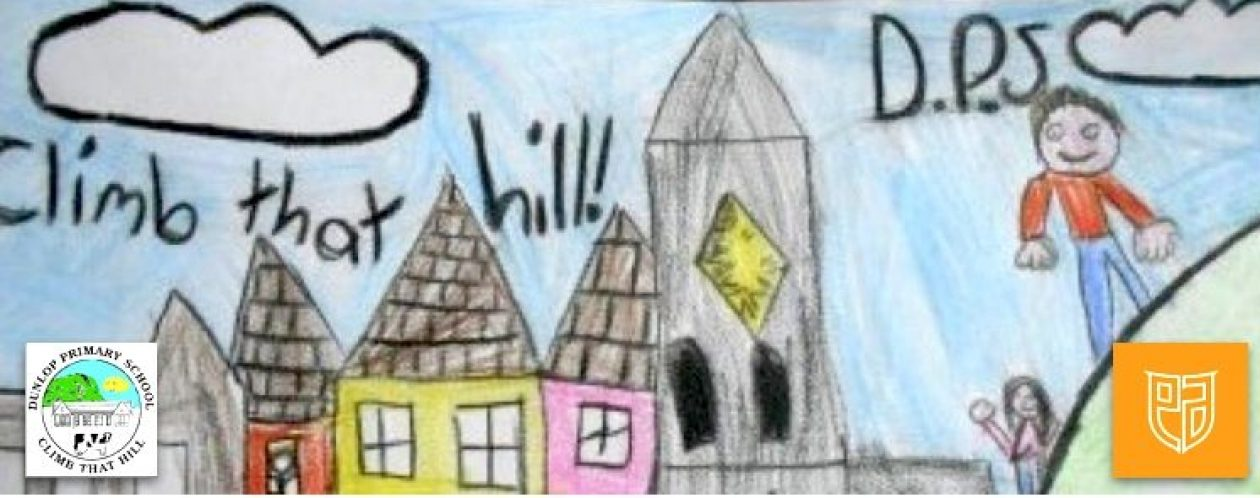 Climb that hill!
D.P.S
DUNLOP PRIMARY SCHOOL
CLIMB THAT HILL